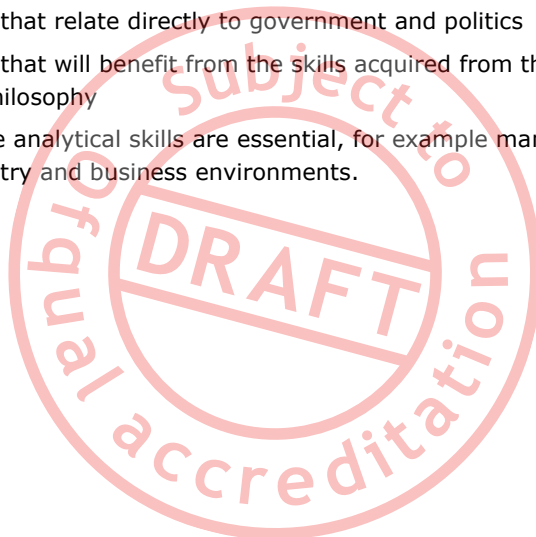 that relate directly to government and politics
that will benefit from the skills acquired from th
hilosophy
e analytical skills are essential, for example mar
try and business environments.
Subject to
Ofqual accreditation
DRAFT